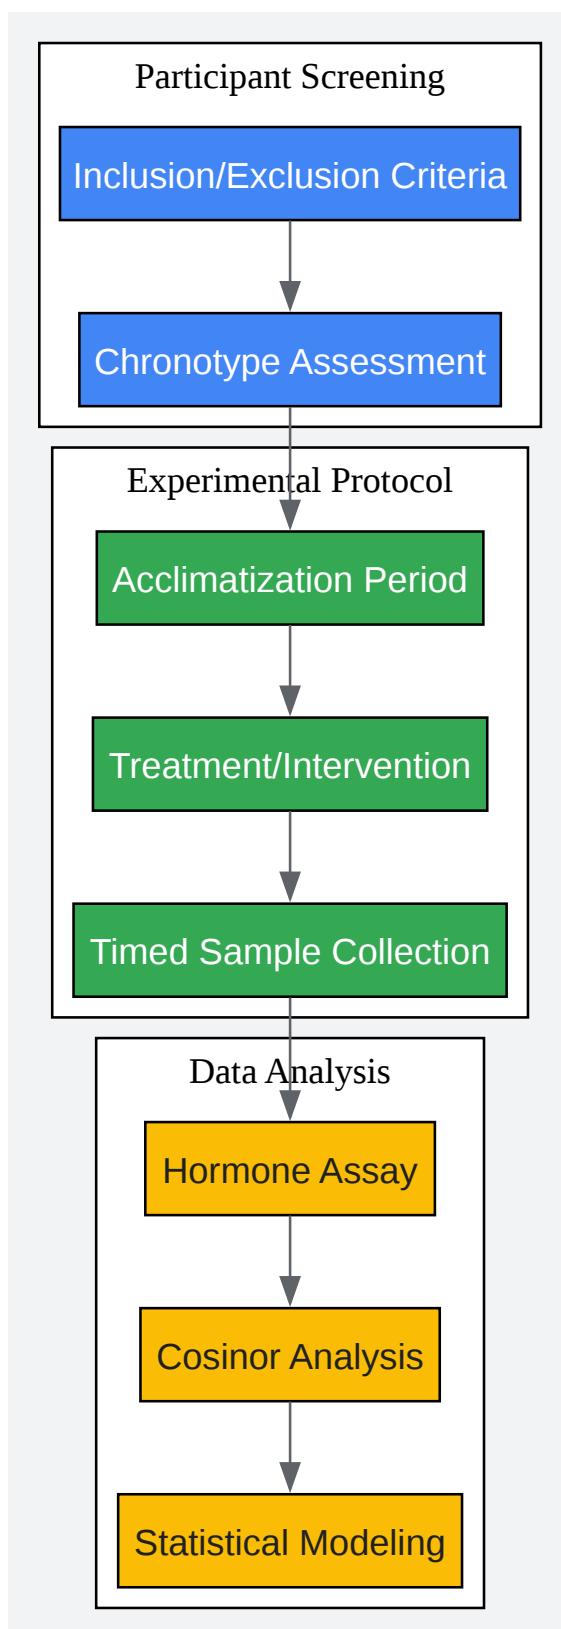 Participant Screening
Inclusion/Exclusion Criteria
Chronotype Assessment
Experimental Protocol
Acclimatization Period
Treatment/Intervention
Timed Sample Collection
Data Analysis
Hormone Assay
Cosinor Analysis
Statistical Modeling